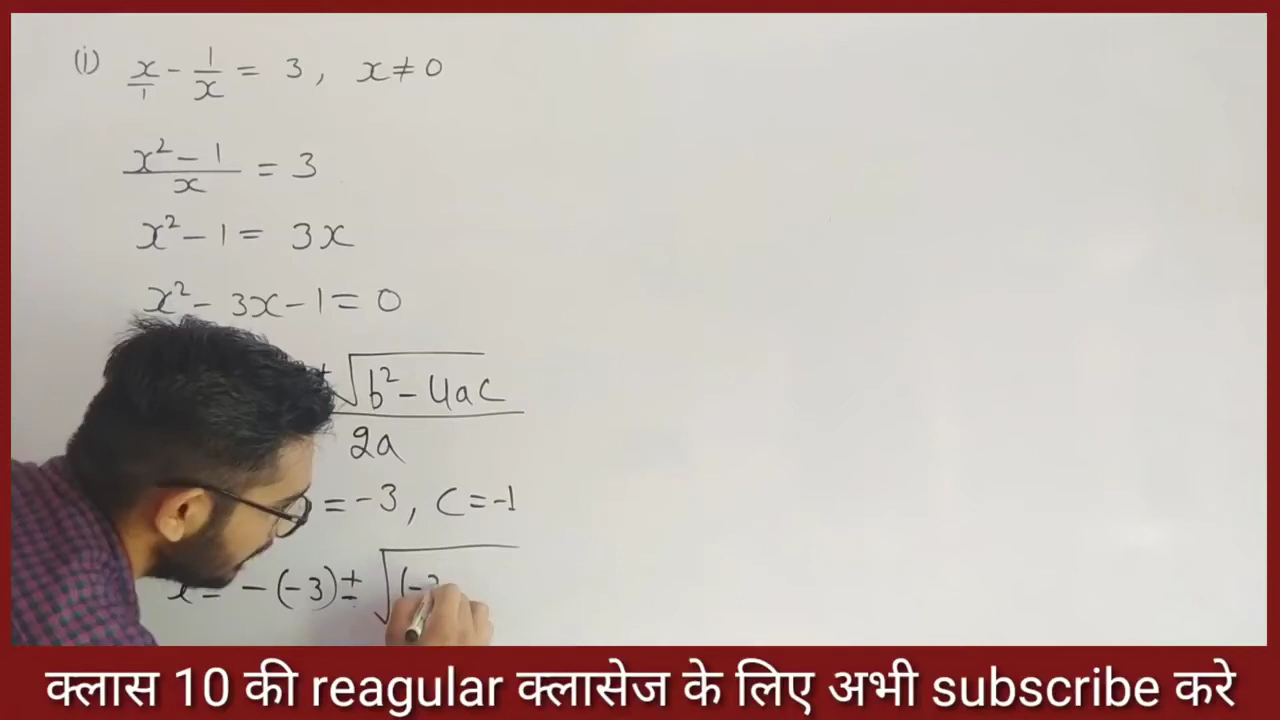 (i) x/1 - 1/x = 3, x ≠ 0
x² - 1 / x = 3
x² - 1 = 3x
x² - 3x - 1 = 0
√b² - 4ac
2a
= -3, c = -1
x = -(-3) ± √(-3
क्लास 10 की reagular क्लासेज के लिए अभी subscribe करे